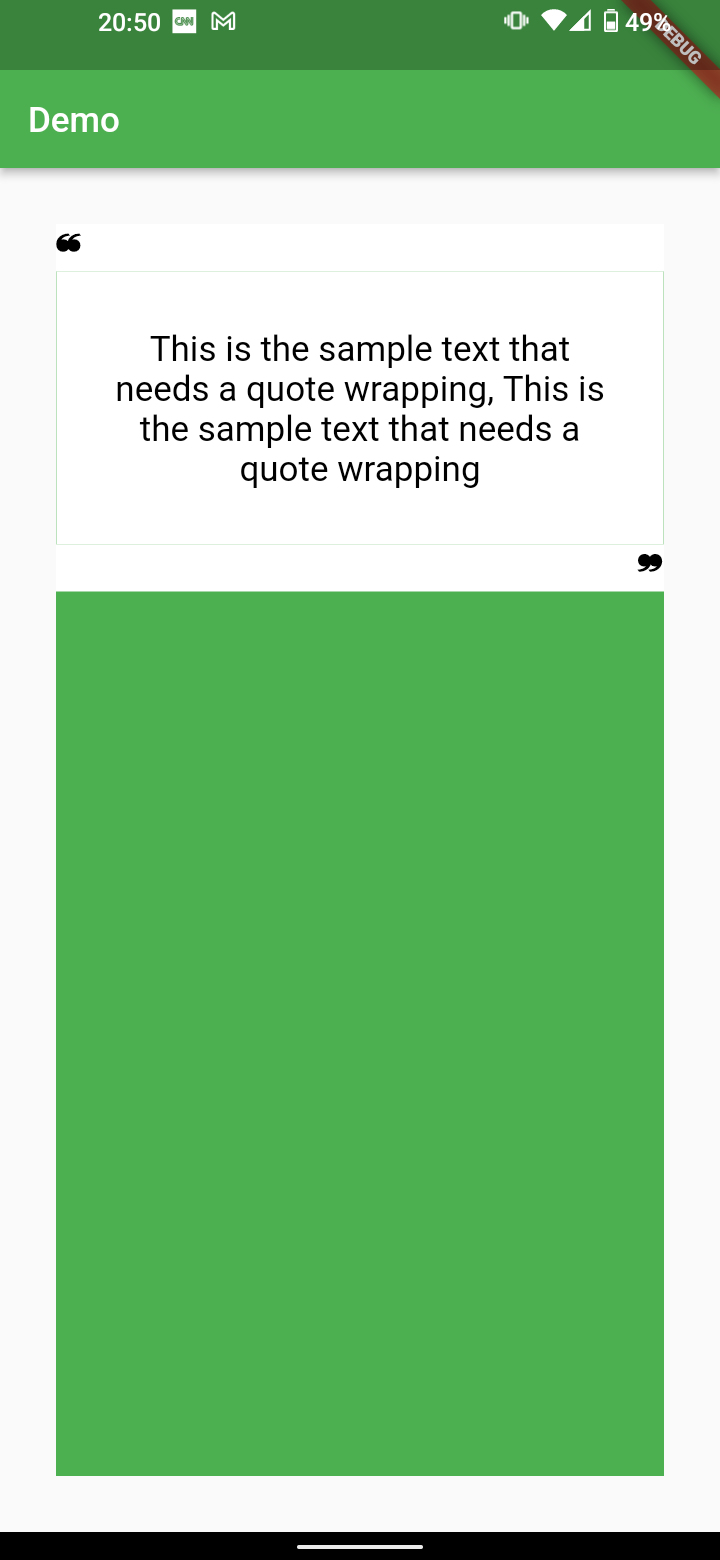 20:50 CNN 49%
DEBUG
Demo
❝
This is the sample text that
needs a quote wrapping, This is
the sample text that needs a
quote wrapping
❞